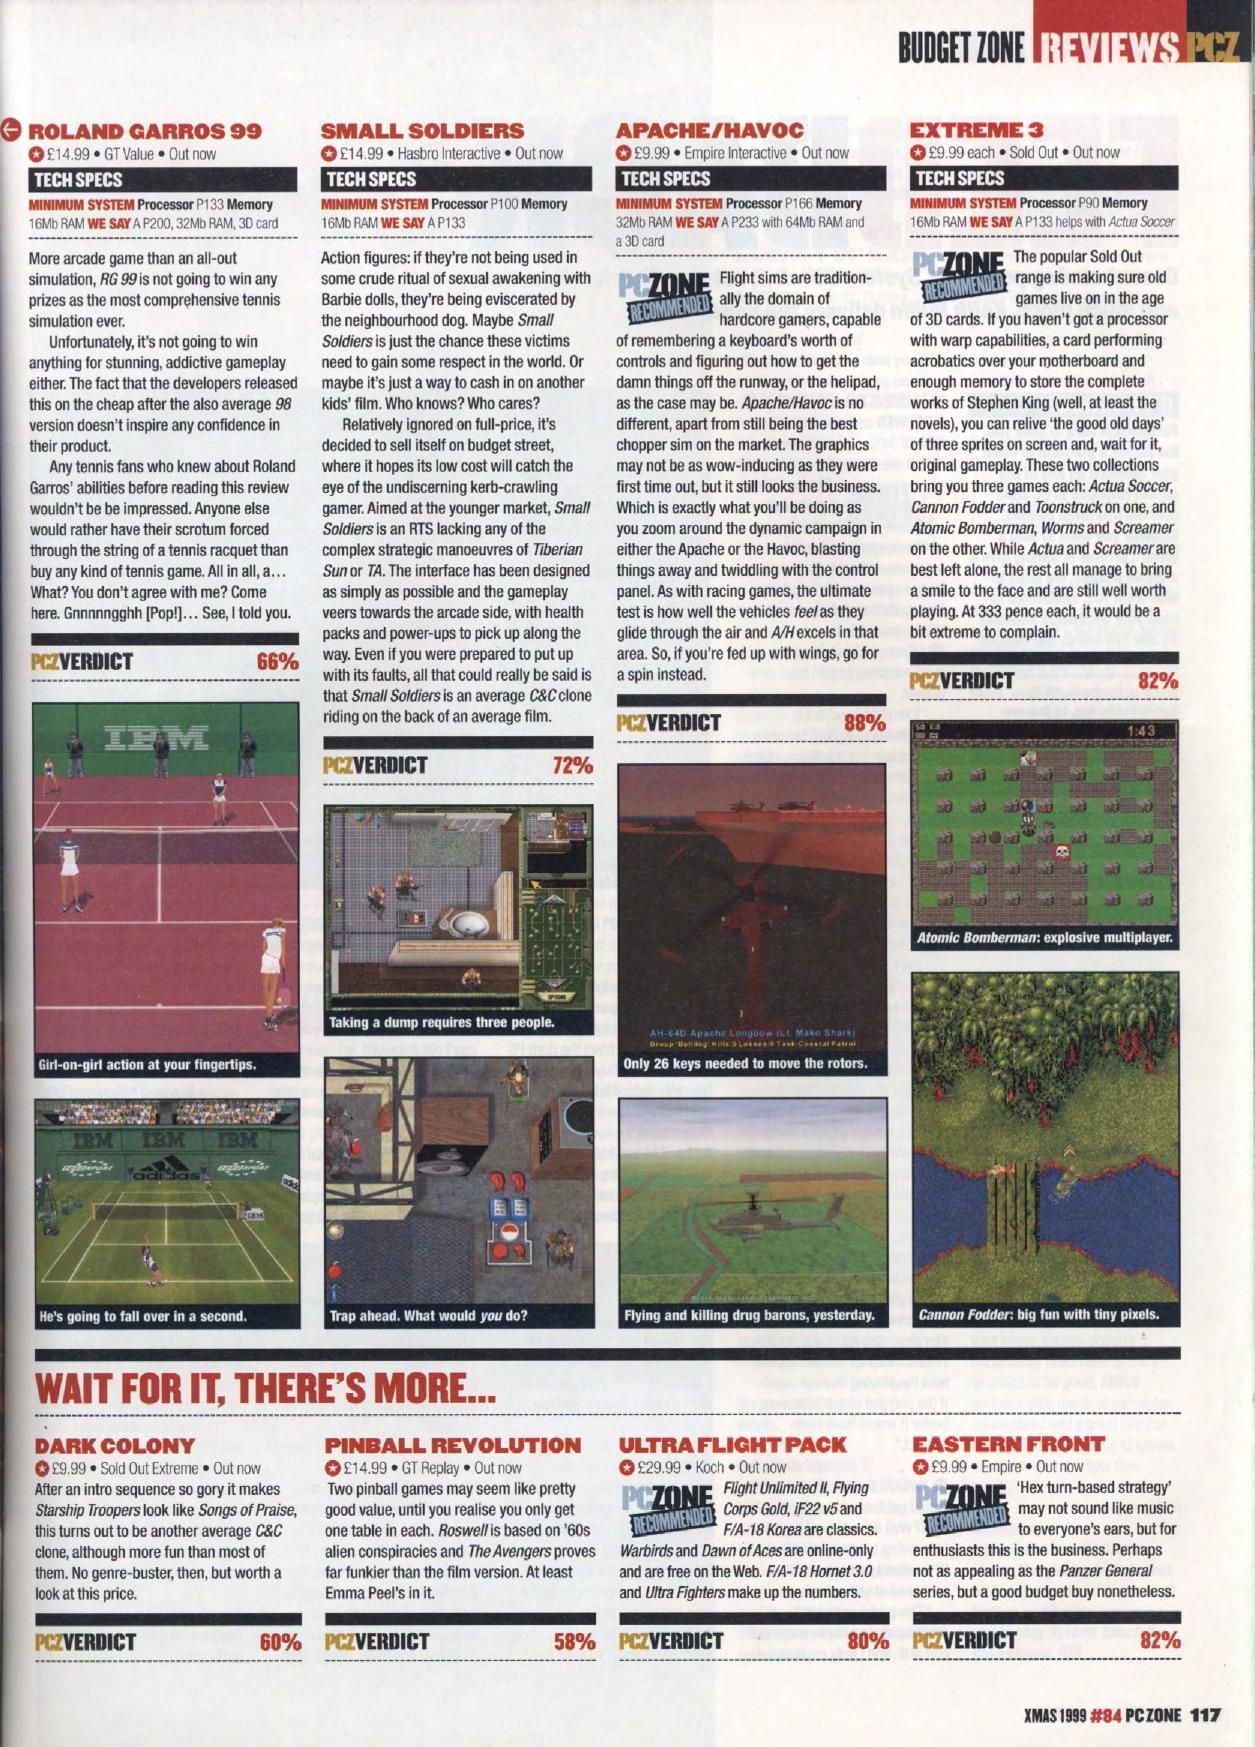 BUDGET ZONE REVIEWS PCZ
ROLAND GARROS 99
£14.99 • GT Value • Out now
TECH SPECS
MINIMUM SYSTEM Processor P133 Memory
16Mb RAM WE SAY A P200, 32Mb RAM, 3D card
More arcade game than an all-out
simulation, RG 99 is not going to win any
prizes as the most comprehensive tennis
simulation ever.
Unfortunately, it's not going to win
anything for stunning, addictive gameplay
either. The fact that the developers released
this on the cheap after the also average 98
version doesn't inspire any confidence in
their product.
Any tennis fans who knew about Roland
Garros' abilities before reading this review
wouldn't be be impressed. Anyone else
would rather have their scrotum forced
through the string of a tennis racquet than
buy any kind of tennis game. All in all, a...
What? You don't agree with me? Come
here. Gnnnnngghh [Pop!]... See, I told you.
PCZVERDICT 66%
IBM
Girl-on-girl action at your fingertips.
IBM IBM IBM
adidas
IBM
He's going to fall over in a second.
SMALL SOLDIERS
£14.99 • Hasbro Interactive • Out now
TECH SPECS
MINIMUM SYSTEM Processor P100 Memory
16Mb RAM WE SAY A P133
Action figures: if they're not being used in
some crude ritual of sexual awakening with
Barbie dolls, they're being eviscerated by
the neighbourhood dog. Maybe Small
Soldiers is just the chance these victims
need to gain some respect in the world. Or
maybe it's just a way to cash in on another
kids' film. Who knows? Who cares?
Relatively ignored on full-price, it's
decided to sell itself on budget street,
where it hopes its low cost will catch the
eye of the undiscerning kerb-crawling
gamer. Aimed at the younger market, Small
Soldiers is an RTS lacking any of the
complex strategic manoeuvres of Tiberian
Sun or TA. The interface has been designed
as simply as possible and the gameplay
veers towards the arcade side, with health
packs and power-ups to pick up along the
way. Even if you were prepared to put up
with its faults, all that could really be said is
that Small Soldiers is an average C&C clone
riding on the back of an average film.
PCZVERDICT 72%
OPTIONS
Taking a dump requires three people.
Trap ahead. What would you do?
APACHE/HAVOC
£9.99 • Empire Interactive • Out now
TECH SPECS
MINIMUM SYSTEM Processor P166 Memory
32Mb RAM WE SAY A P233 with 64Mb RAM and
a 3D card
PCZONE RECOMMENDED
Flight sims are tradition-
ally the domain of
hardcore gamers, capable
of remembering a keyboard's worth of
controls and figuring out how to get the
damn things off the runway, or the helipad,
as the case may be. Apache/Havoc is no
different, apart from still being the best
chopper sim on the market. The graphics
may not be as wow-inducing as they were
first time out, but it still looks the business.
Which is exactly what you'll be doing as
you zoom around the dynamic campaign in
either the Apache or the Havoc, blasting
things away and twiddling with the control
panel. As with racing games, the ultimate
test is how well the vehicles feel as they
glide through the air and A/H excels in that
area. So, if you're fed up with wings, go for
a spin instead.
PCZVERDICT 88%
AH-64D Apache Longbow (Lt. Mako Shark)
Group 'Bulldog' Kills:0 Losses:0 Task:Coastal Patrol
Only 26 keys needed to move the rotors.
Flying and killing drug barons, yesterday.
EXTREME 3
£9.99 each • Sold Out • Out now
TECH SPECS
MINIMUM SYSTEM Processor P90 Memory
16Mb RAM WE SAY A P133 helps with Actua Soccer
PCZONE RECOMMENDED
The popular Sold Out
range is making sure old
games live on in the age
of 3D cards. If you haven't got a processor
with warp capabilities, a card performing
acrobatics over your motherboard and
enough memory to store the complete
works of Stephen King (well, at least the
novels), you can relive 'the good old days'
of three sprites on screen and, wait for it,
original gameplay. These two collections
bring you three games each: Actua Soccer,
Cannon Fodder and Toonstruck on one, and
Atomic Bomberman, Worms and Screamer
on the other. While Actua and Screamer are
best left alone, the rest all manage to bring
a smile to the face and are still well worth
playing. At 333 pence each, it would be a
bit extreme to complain.
PCZVERDICT 82%
1:43
Atomic Bomberman: explosive multiplayer.
Cannon Fodder: big fun with tiny pixels.
WAIT FOR IT, THERE'S MORE...
DARK COLONY
£9.99 • Sold Out Extreme • Out now
After an intro sequence so gory it makes
Starship Troopers look like Songs of Praise,
this turns out to be another average C&C
clone, although more fun than most of
them. No genre-buster, then, but worth a
look at this price.
PCZVERDICT 60%
PINBALL REVOLUTION
£14.99 • GT Replay • Out now
Two pinball games may seem like pretty
good value, until you realise you only get
one table in each. Roswell is based on '60s
alien conspiracies and The Avengers proves
far funkier than the film version. At least
Emma Peel's in it.
PCZVERDICT 58%
ULTRA FLIGHT PACK
£29.99 • Koch • Out now
PCZONE RECOMMENDED
Flight Unlimited II, Flying
Corps Gold, iF22 v5 and
F/A-18 Korea are classics.
Warbirds and Dawn of Aces are online-only
and are free on the Web. F/A-18 Hornet 3.0
and Ultra Fighters make up the numbers.
PCZVERDICT 80%
EASTERN FRONT
£9.99 • Empire • Out now
PCZONE RECOMMENDED
'Hex turn-based strategy'
may not sound like music
to everyone's ears, but for
enthusiasts this is the business. Perhaps
not as appealing as the Panzer General
series, but a good budget buy nonetheless.
PCZVERDICT 82%
XMAS 1999 #84 PC ZONE 117